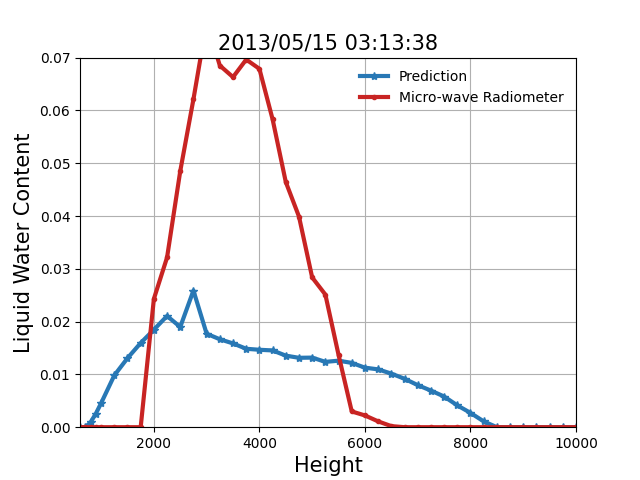 2013/05/15 03:13:38
Prediction
Micro-wave Radiometer
Liquid Water Content
0.07
0.06
0.05
0.04
0.03
0.02
0.01
0.00
2000 4000 6000 8000 10000
Height